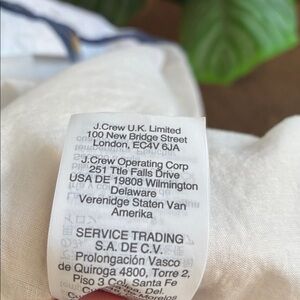 J.Crew U.K. Limited
100 New Bridge Street
London, EC4V 6JA
J.Crew Operating Corp
251 Ttle Falls Drive
USA DE 19808 Wilmington
Delaware
Verenidge Staten Van
Amerika
SERVICE TRADING
S.A. DE C.V.
Prolongación Vasco
de Quiroga 4800, Torre 2,
Piso 3 Col. Santa Fe